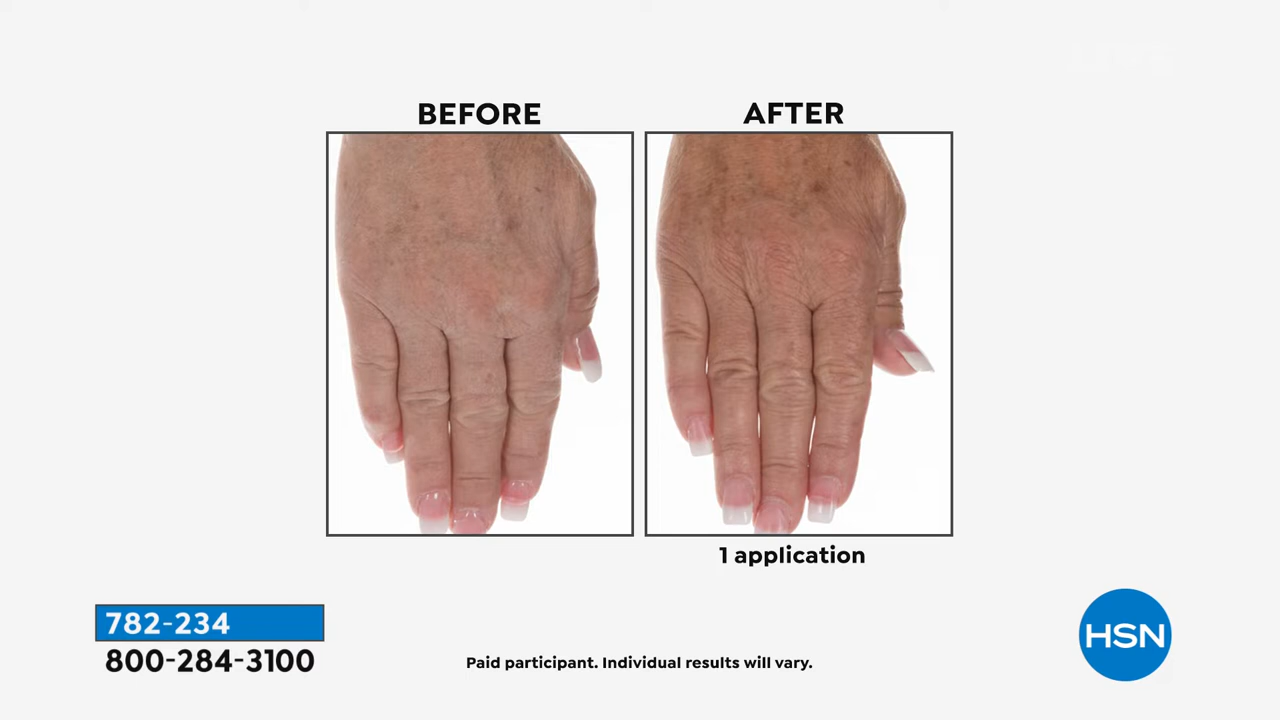 BEFORE
AFTER
1 application
782-234
800-284-3100
Paid participant. Individual results will vary.
HSN